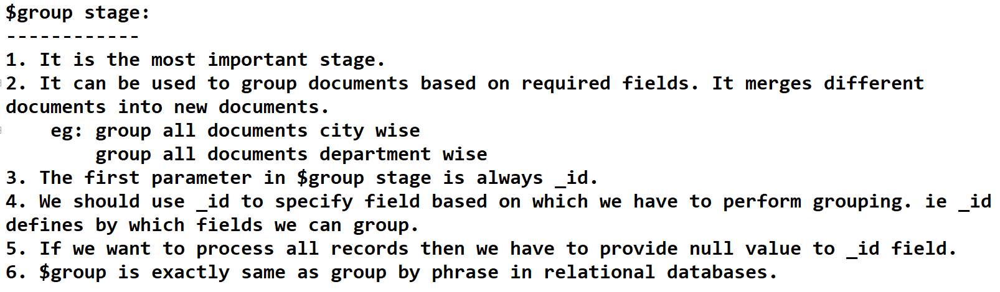 $group stage:
------------
1. It is the most important stage.
2. It can be used to group documents based on required fields. It merges different
documents into new documents.
    eg: group all documents city wise
        group all documents department wise
3. The first parameter in $group stage is always _id.
4. We should use _id to specify field based on which we have to perform grouping. ie _id
defines by which fields we can group.
5. If we want to process all records then we have to provide null value to _id field.
6. $group is exactly same as group by phrase in relational databases.